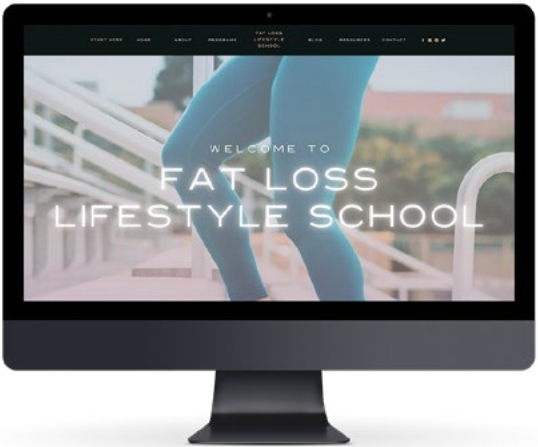 START HERE HOME ABOUT PROGRAMS FAT LOSS LIFESTYLE SCHOOL BLOG RESOURCES CONTACT
WELCOME TO
FAT LOSS
LIFESTYLE SCHOOL